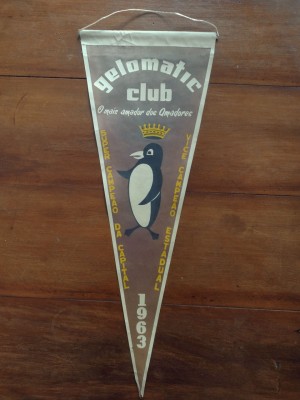 gelomatic
club
O mais amador dos Amadores
SUPER CAMPEÃO DA CAPITAL
VICE CAMPEÃO ESTADUAL
1963